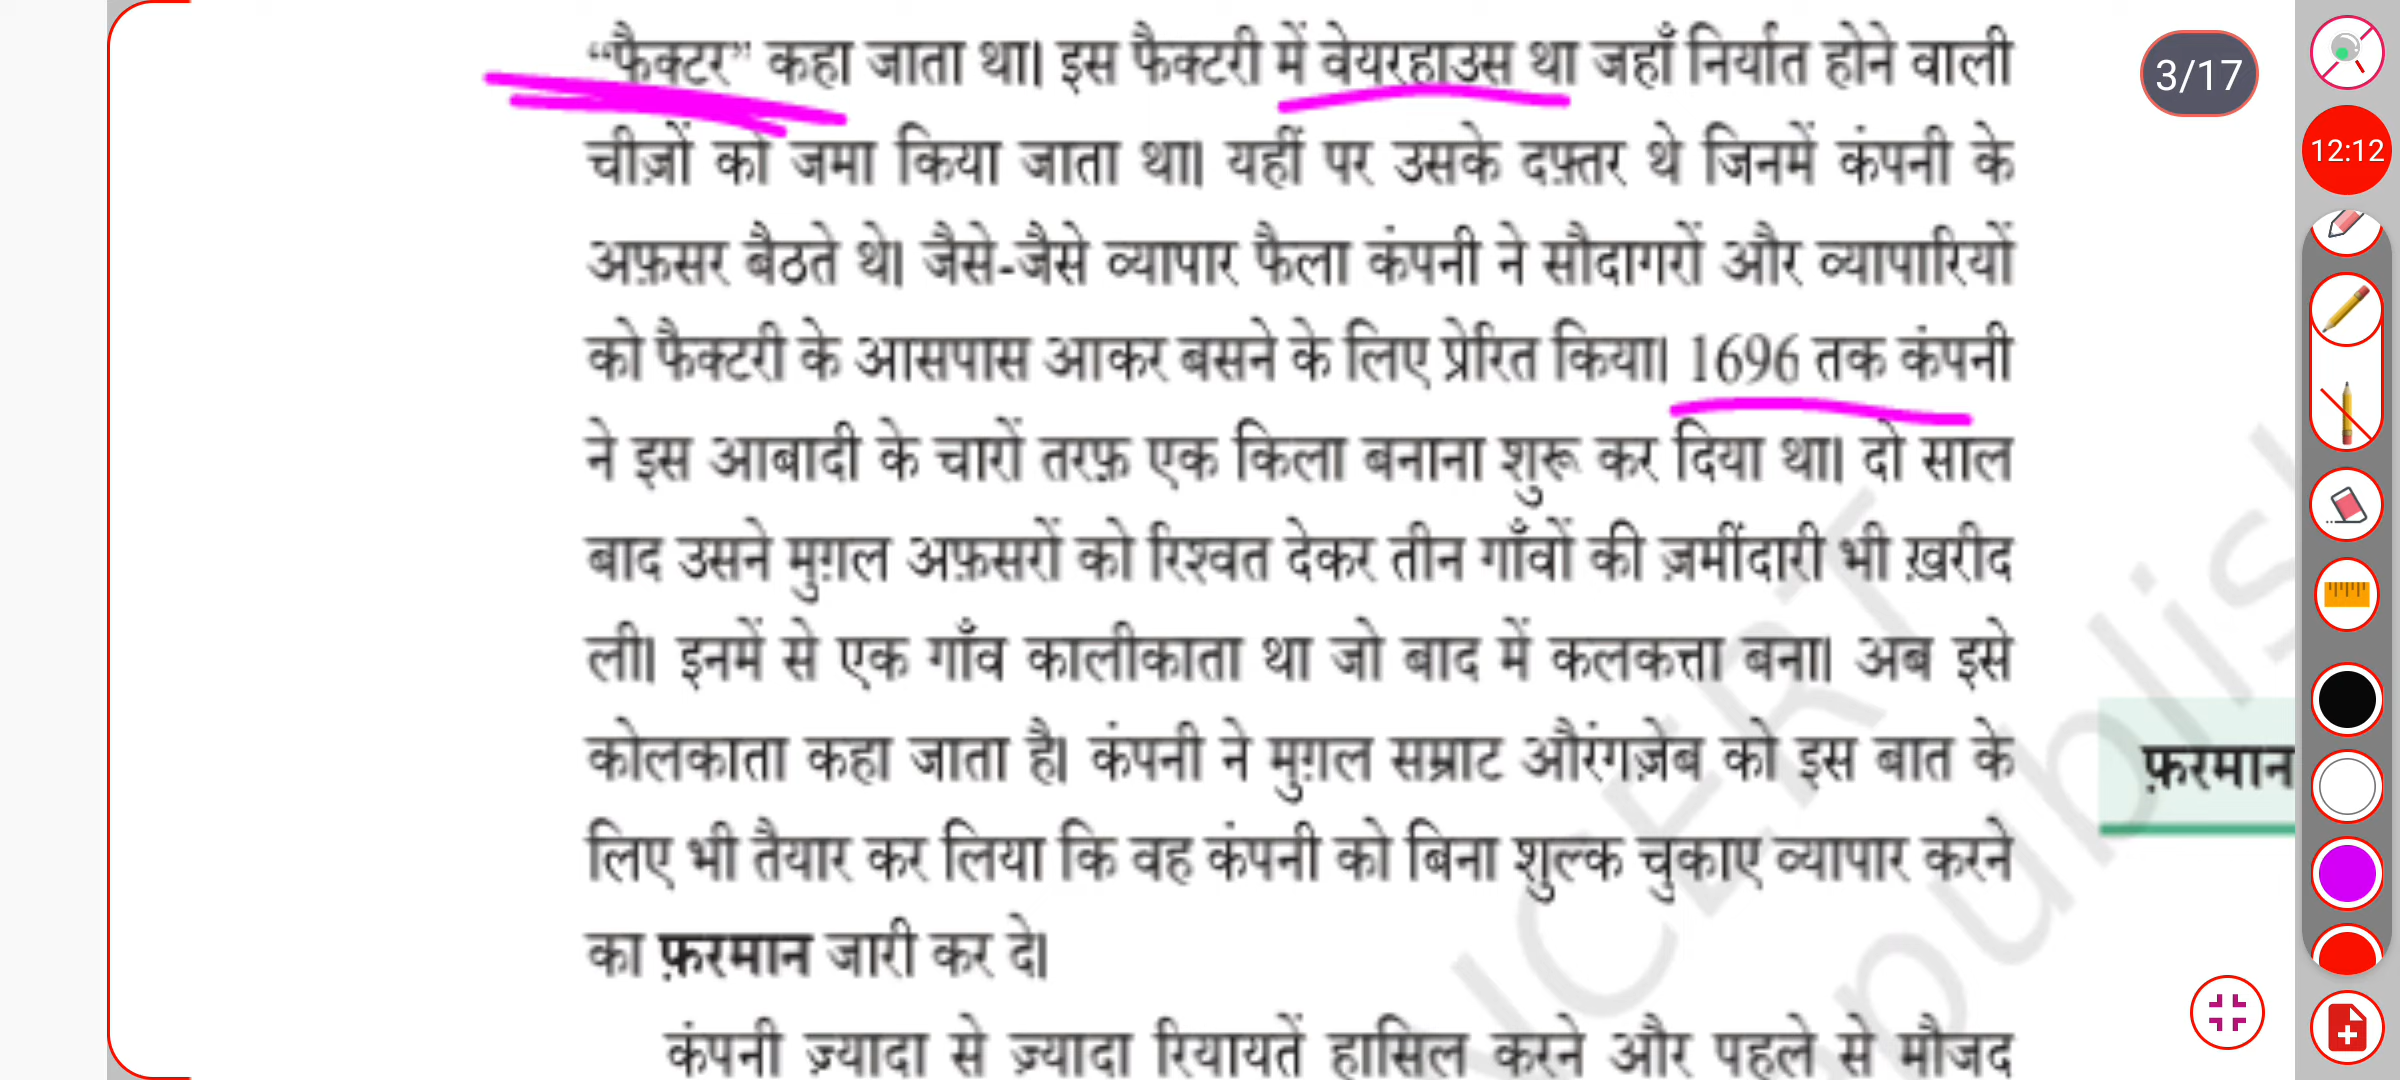 “फैक्टर” कहा जाता था। इस फैक्टरी में वेयरहाउस था जहाँ निर्यात होने वाली
चीज़ों को जमा किया जाता था। यहीं पर उसके दफ़्तर थे जिनमें कंपनी के
अफ़सर बैठते थे। जैसे-जैसे व्यापार फैला कंपनी ने सौदागरों और व्यापारियों
को फैक्टरी के आसपास आकर बसने के लिए प्रेरित किया। 1696 तक कंपनी
ने इस आबादी के चारों तरफ़ एक किला बनाना शुरू कर दिया था। दो साल
बाद उसने मुग़ल अफ़सरों को रिश्वत देकर तीन गाँवों की ज़मींदारी भी ख़रीद
ली। इनमें से एक गाँव कालीकाता था जो बाद में कलकत्ता बना। अब इसे
कोलकाता कहा जाता है। कंपनी ने मुग़ल सम्राट औरंगज़ेब को इस बात के
लिए भी तैयार कर लिया कि वह कंपनी को बिना शुल्क चुकाए व्यापार करने
का फ़रमान जारी कर दे।
कंपनी ज़्यादा से ज़्यादा रियायतें हासिल करने और पहले से मौजूद
फ़रमान
3/17
12:12
NCERT